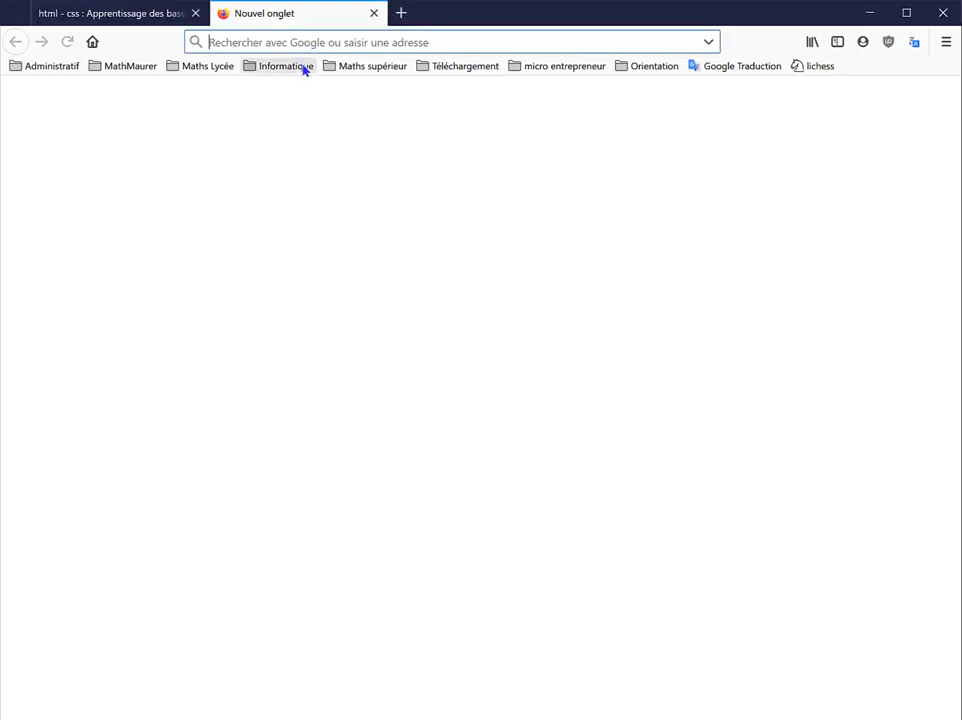 html - css : Apprentissage des base
Nouvel onglet
Rechercher avec Google ou saisir une adresse
Administratif MathMaurer Maths Lycée Informatique Maths supérieur Téléchargement micro entrepreneur Orientation Google Traduction lichess